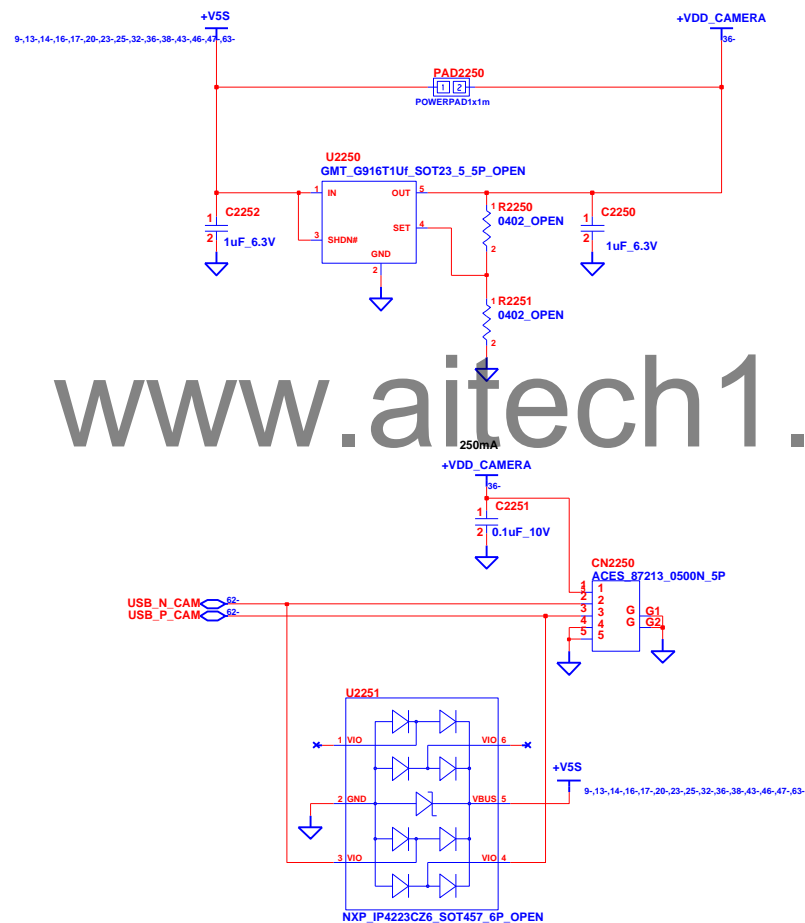 +V5S
+VDD_CAMERA
9-,13-,14-,16-,17-,20-,23-,25-,32-,36-,38-,43-,46-,47-,63-
36-
PAD2250
1 2
POWERPAD1x1m
U2250
GMT_G916T1Uf_SOT23_5_5P_OPEN
1 IN OUT 5
C2252
1
2
1uF_6.3V
3 SHDN#
SET 4
GND
2
1 R2250
0402_OPEN
2
C2250
1
2
1uF_6.3V
1 R2251
0402_OPEN
2
www.aitech1.
250mA
+VDD_CAMERA
36-
C2251
1
2
0.1uF_10V
CN2250
ACES_87213_0500N_5P
1 1
USB_N_CAM 62- 2 2
USB_P_CAM 62- 3 3 G G1
4 4 G G2
5 5
U2251
1 VIO VIO 6
+V5S
9-,13-,14-,16-,17-,20-,23-,25-,32-,36-,38-,43-,46-,47-,63-
2 GND VBUS 5
3 VIO VIO 4
NXP_IP4223CZ6_SOT457_6P_OPEN